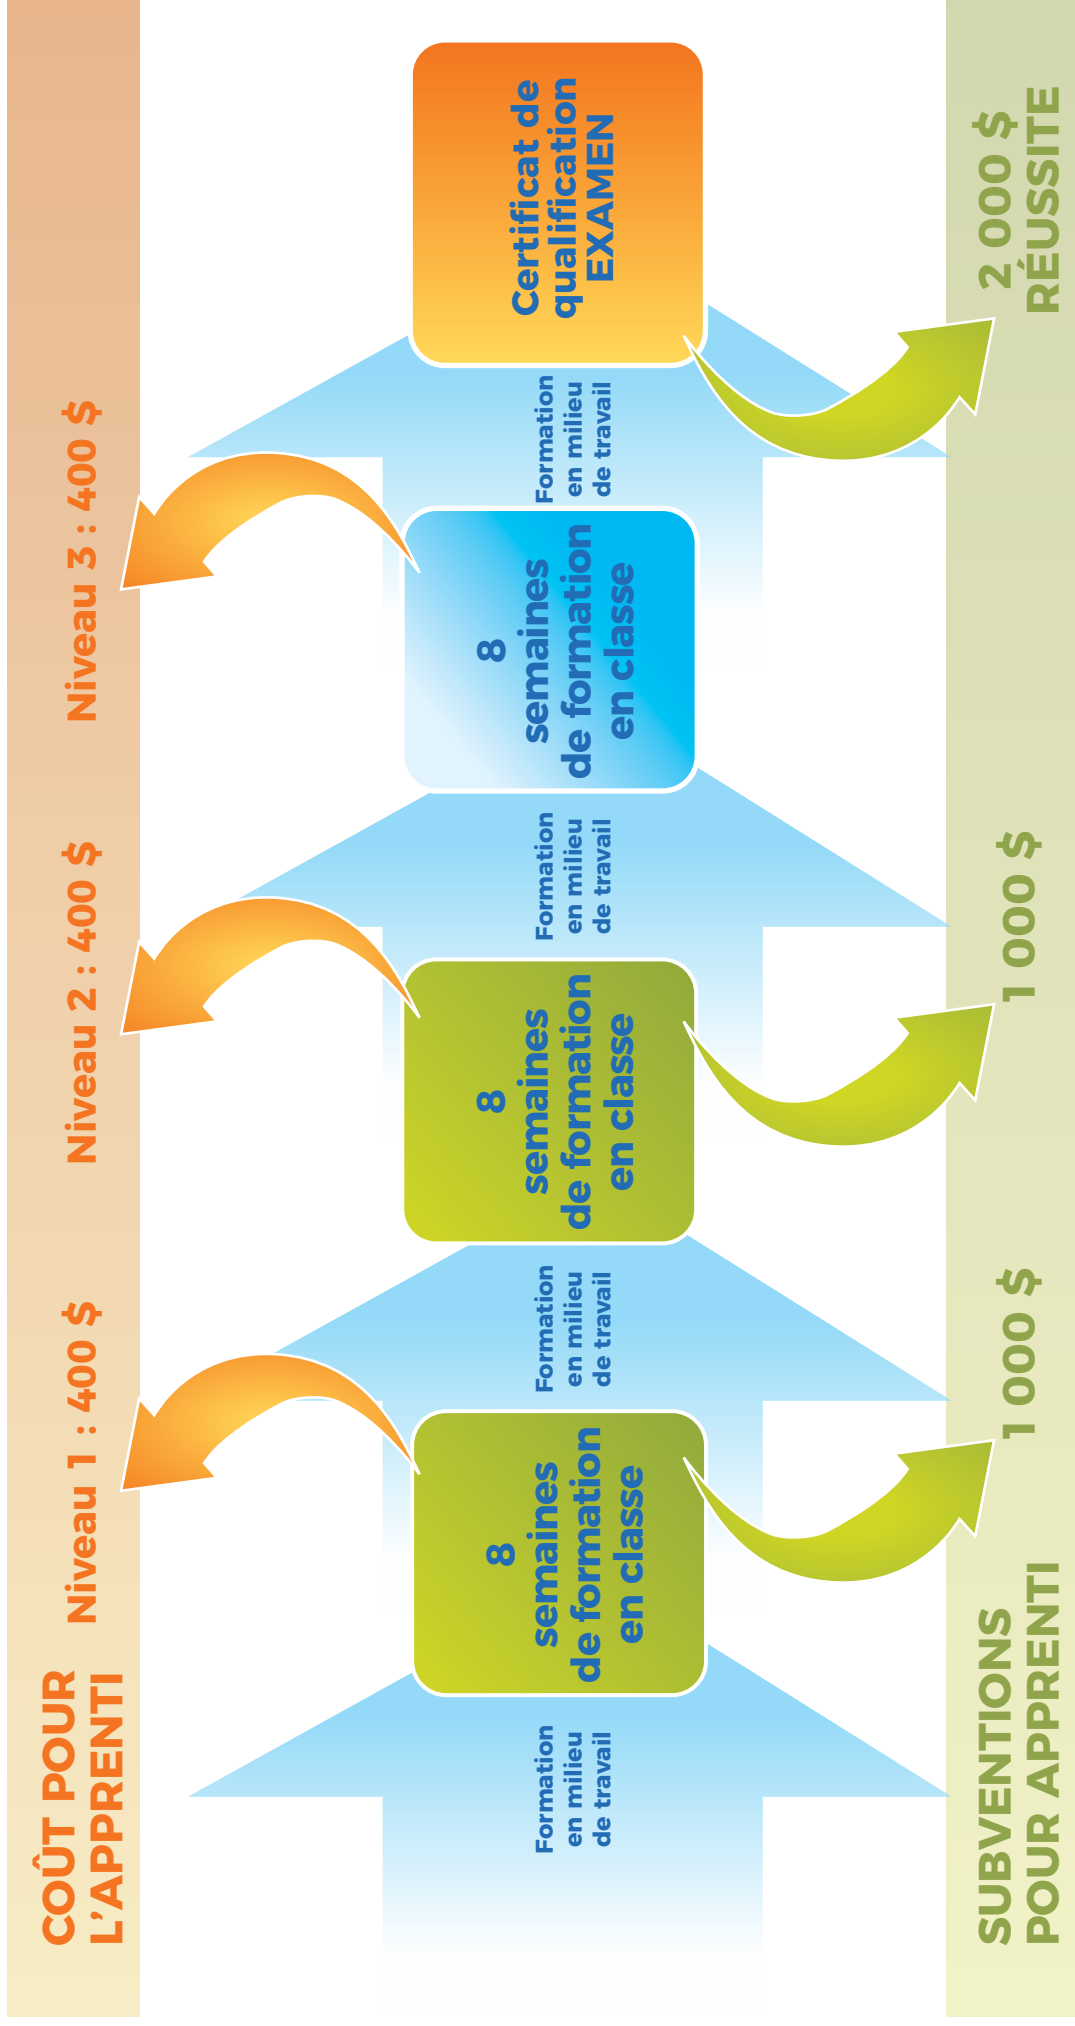 COÛT POUR
L'APPRENTI
Niveau 1 : 400 $
Niveau 2 : 400 $
Niveau 3 : 400 $
Formation
en milieu
de travail
8
semaines
de formation
en classe
Formation
en milieu
de travail
8
semaines
de formation
en classe
Formation
en milieu
de travail
8
semaines
de formation
en classe
Formation
en milieu
de travail
Certificat de
qualification
EXAMEN
SUBVENTIONS
POUR APPRENTI
1 000 $
1 000 $
2 000 $
RÉUSSITE